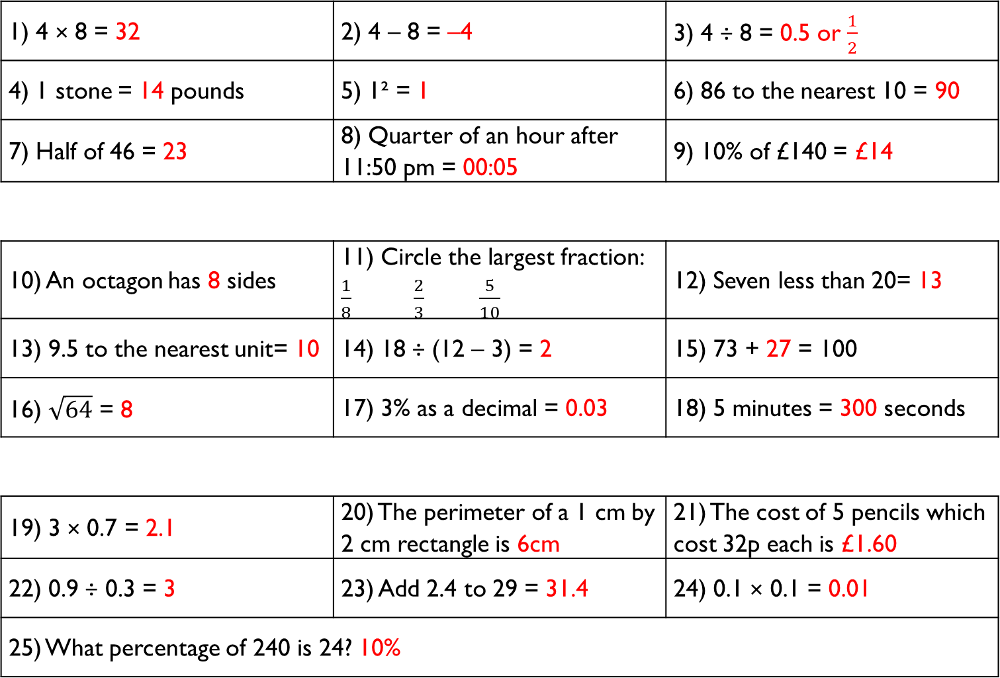 1) 4 × 8 = 32
2) 4 – 8 = –4
3) 4 ÷ 8 = 0.5 or 1/2
4) 1 stone = 14 pounds
5) 1² = 1
6) 86 to the nearest 10 = 90
7) Half of 46 = 23
8) Quarter of an hour after
11:50 pm = 00:05
9) 10% of £140 = £14
10) An octagon has 8 sides
11) Circle the largest fraction:
1/8 2/3 5/10
12) Seven less than 20= 13
13) 9.5 to the nearest unit= 10
14) 18 ÷ (12 – 3) = 2
15) 73 + 27 = 100
16) √64 = 8
17) 3% as a decimal = 0.03
18) 5 minutes = 300 seconds
19) 3 × 0.7 = 2.1
20) The perimeter of a 1 cm by
2 cm rectangle is 6cm
21) The cost of 5 pencils which
cost 32p each is £1.60
22) 0.9 ÷ 0.3 = 3
23) Add 2.4 to 29 = 31.4
24) 0.1 × 0.1 = 0.01
25) What percentage of 240 is 24? 10%